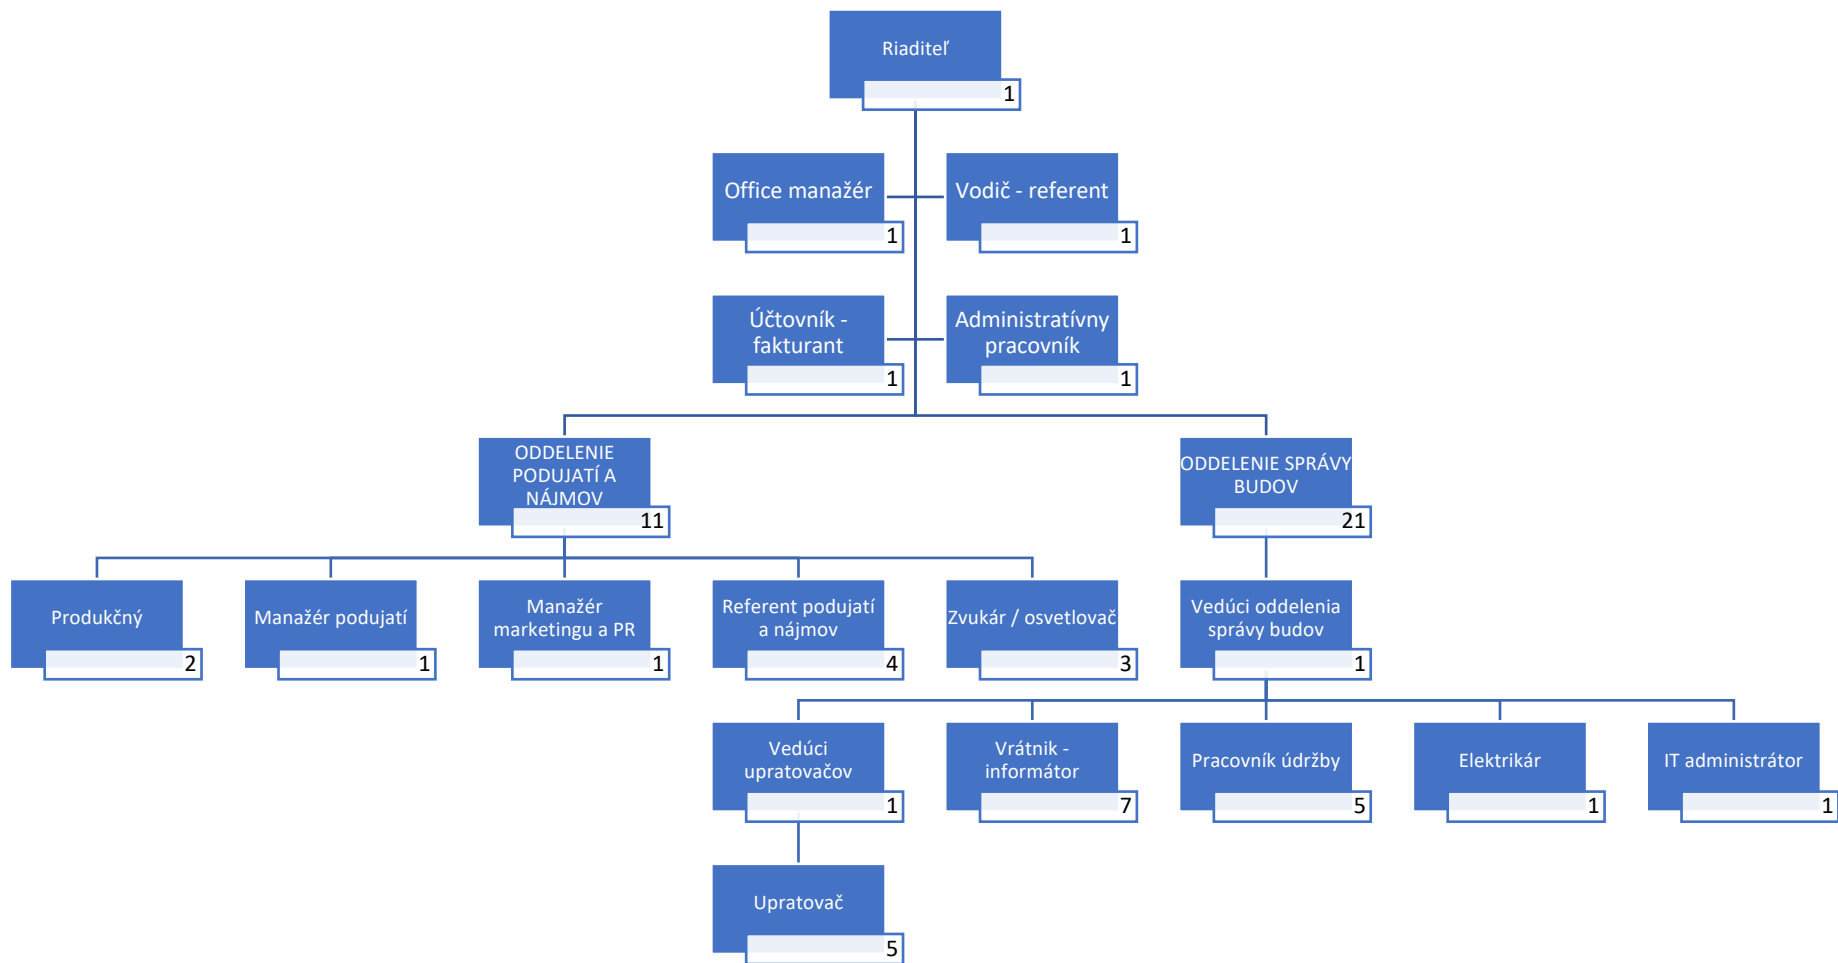 Riaditeľ
1
Office manažér
1
Vodič - referent
1
Účtovník -
fakturant
1
Administratívny
pracovník
1
ODDELENIE
PODUJATÍ A
NÁJMOV
11
ODDELENIE SPRÁVY
BUDOV
21
Produkčný
2
Manažér podujatí
1
Manažér
marketingu a PR
1
Referent podujatí
a nájmov
4
Zvukár / osvetlovač
3
Vedúci oddelenia
správy budov
1
Vedúci
upratovačov
1
Vrátnik -
informátor
7
Pracovník údržby
5
Elektrikár
1
IT administrátor
1
Upratovač
5